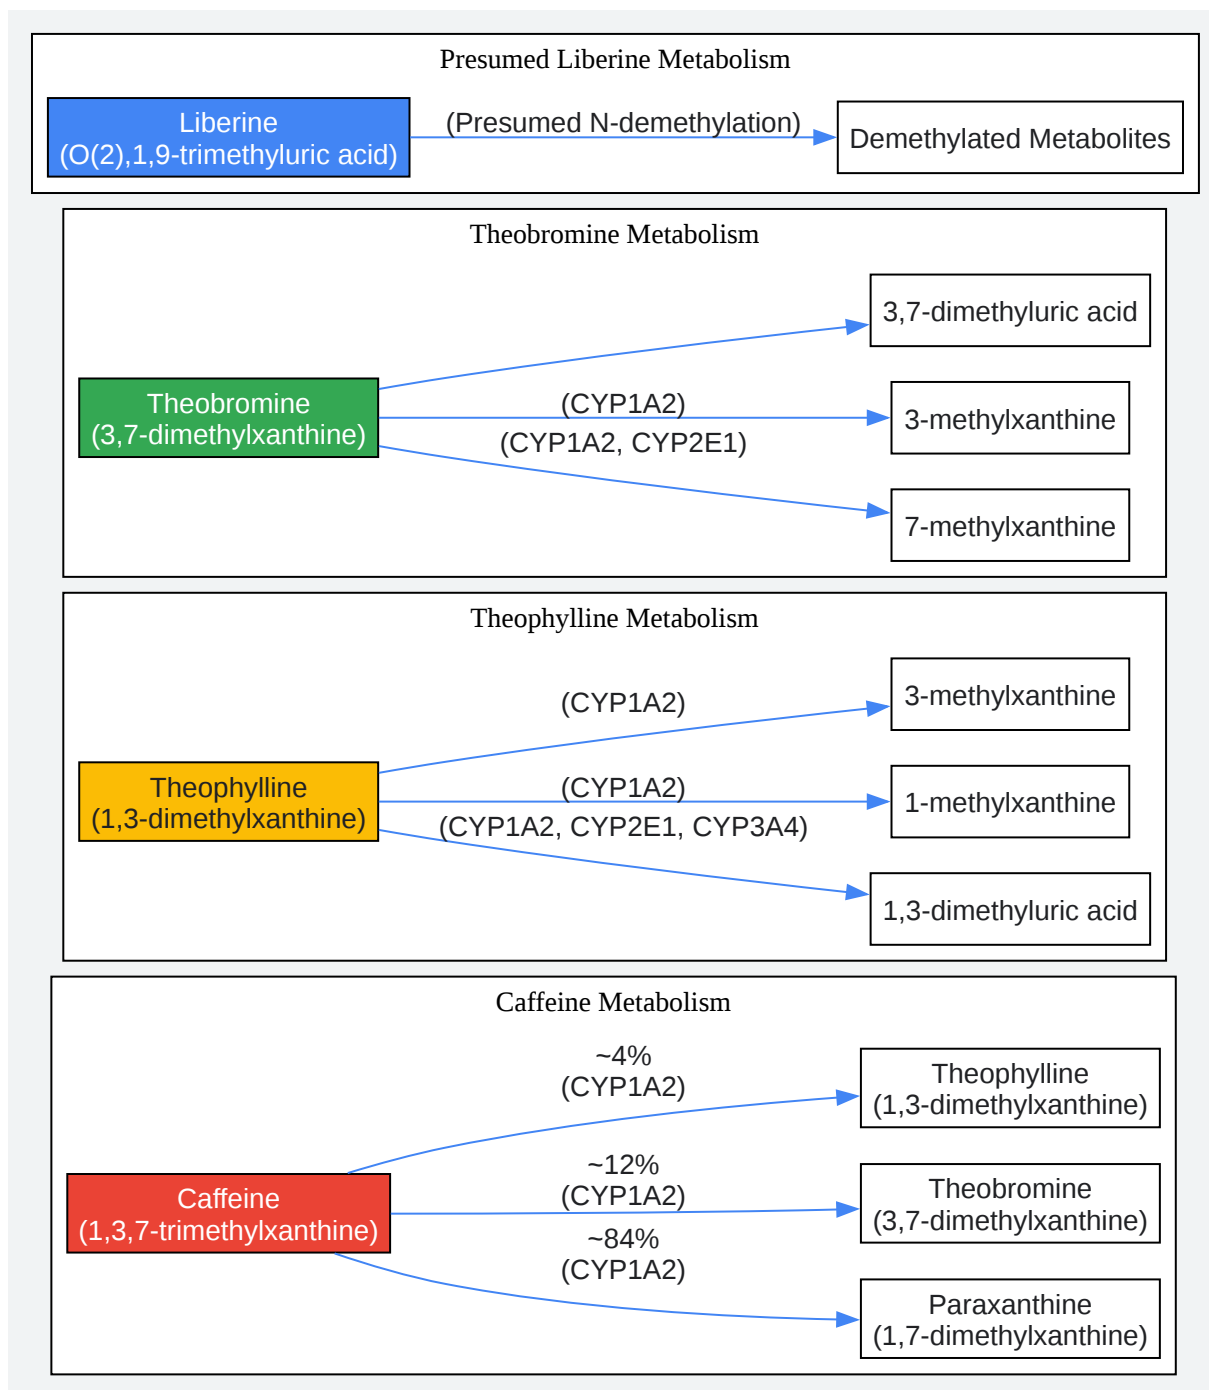 Presumed Liberine Metabolism
Liberine
(O(2),1,9-trimethyluric acid)
(Presumed N-demethylation)
Demethylated Metabolites
Theobromine Metabolism
Theobromine
(3,7-dimethylxanthine)
(CYP1A2)
(CYP1A2, CYP2E1)
3,7-dimethyluric acid
3-methylxanthine
7-methylxanthine
Theophylline Metabolism
Theophylline
(1,3-dimethylxanthine)
(CYP1A2)
(CYP1A2)
(CYP1A2, CYP2E1, CYP3A4)
3-methylxanthine
1-methylxanthine
1,3-dimethyluric acid
Caffeine Metabolism
Caffeine
(1,3,7-trimethylxanthine)
~4%
(CYP1A2)
~12%
(CYP1A2)
~84%
(CYP1A2)
Theophylline
(1,3-dimethylxanthine)
Theobromine
(3,7-dimethylxanthine)
Paraxanthine
(1,7-dimethylxanthine)